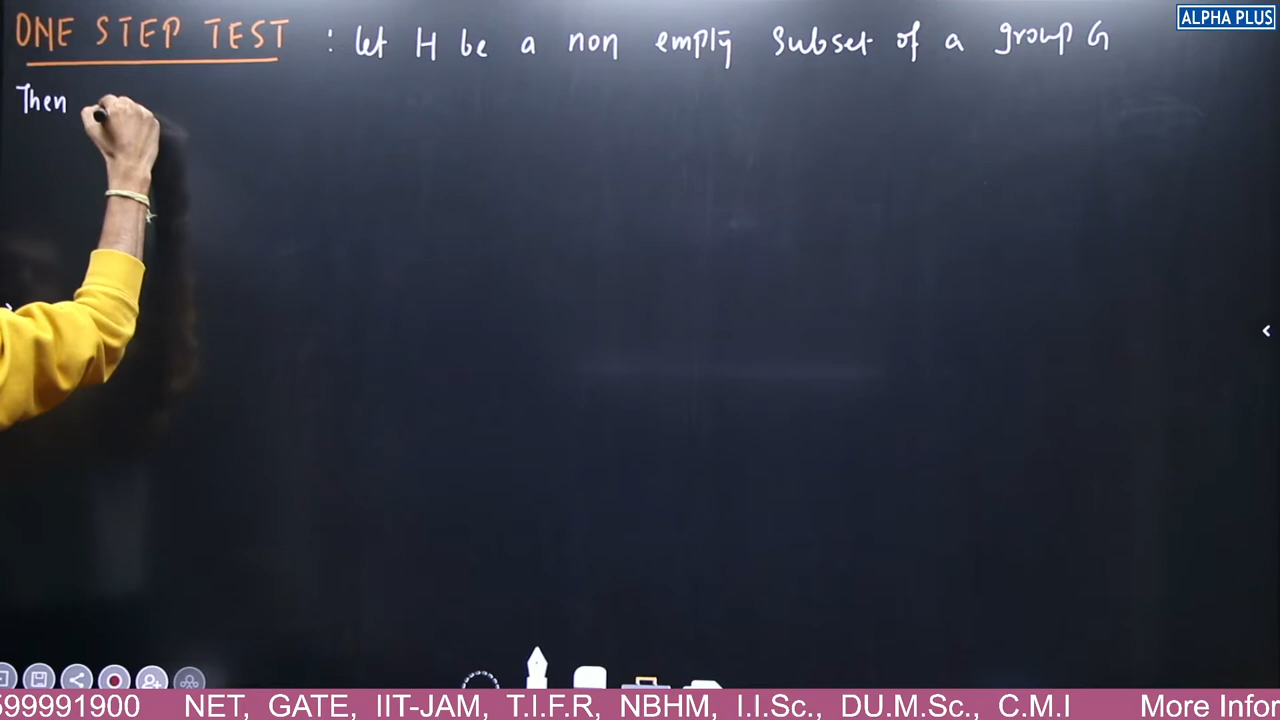 ALPHA PLUS
ONE STEP TEST : let H be a non empty subset of a group G
Then
599991900 NET, GATE, IIT-JAM, T.I.F.R, NBHM, I.I.Sc., DU.M.Sc., C.M.I More Infor